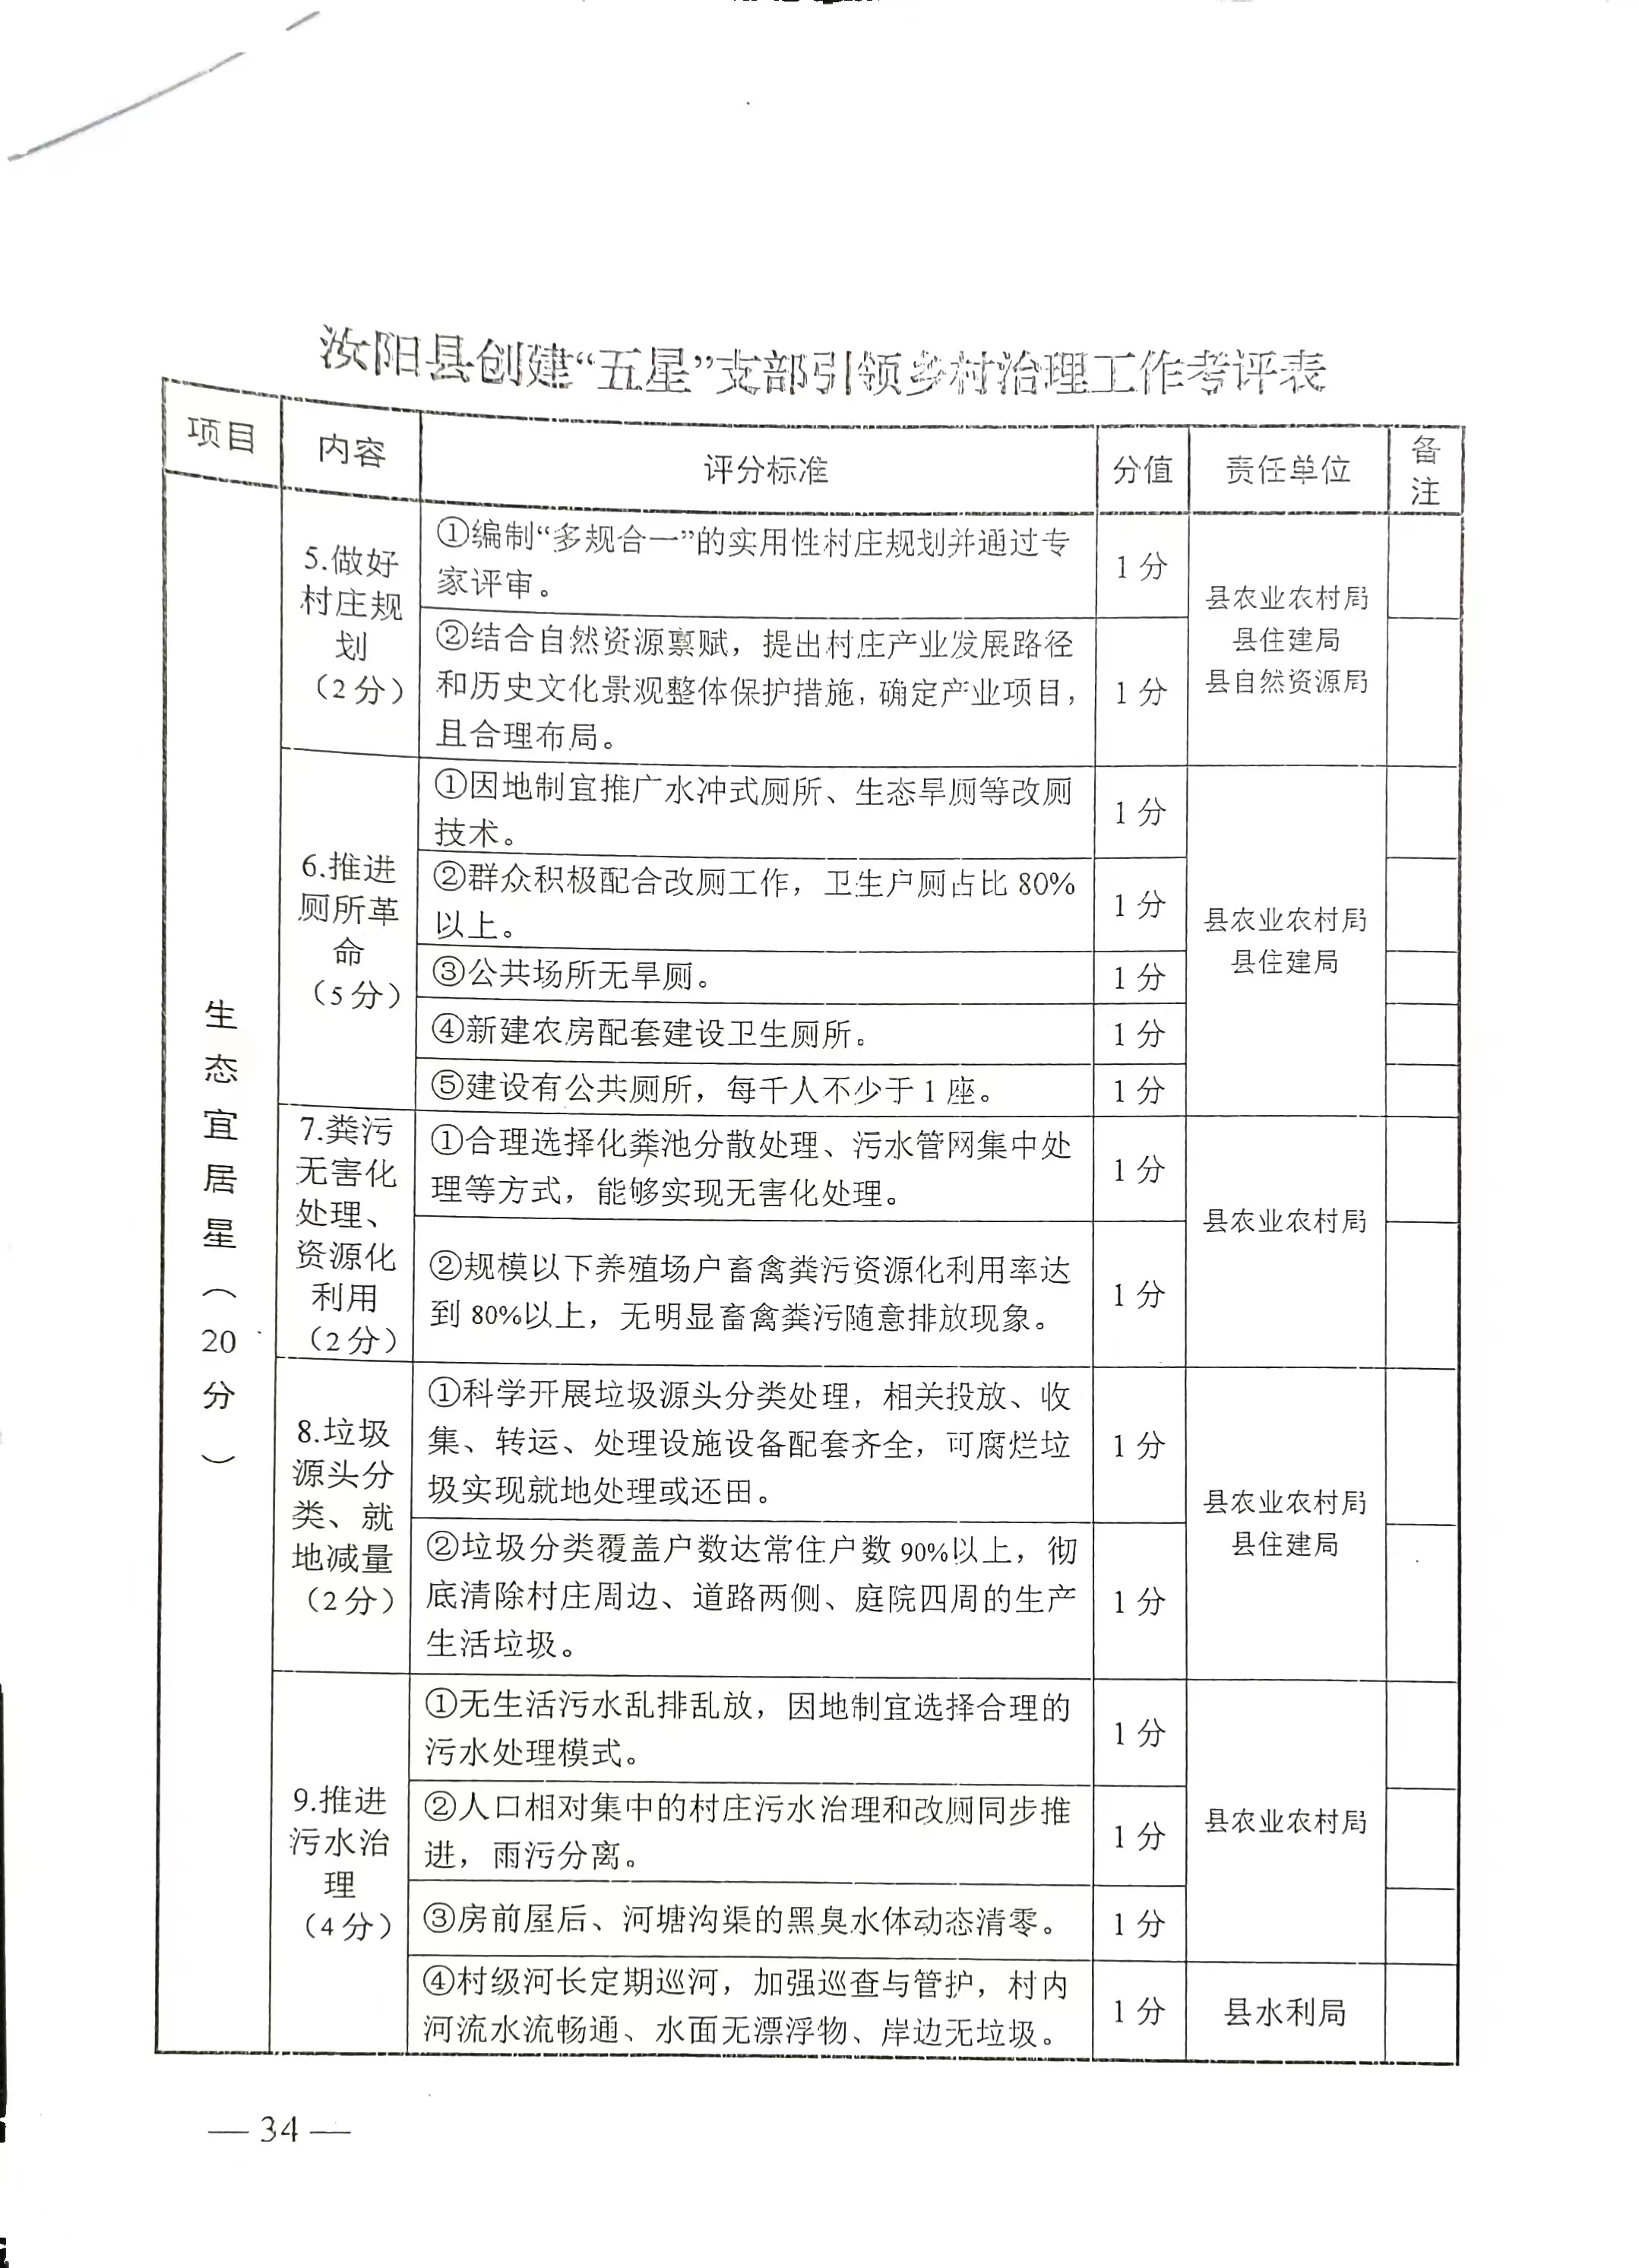 汝阳县创建“五星”支部引领乡村治理工作考评表
项目
内容
评分标准
分值
责任单位
备
注
生
态
宜
居
星
（
20
分
）
5.做好
村庄规
划
（2分）
①编制“多规合一”的实用性村庄规划并通过专
家评审。
1分
②结合自然资源禀赋，提出村庄产业发展路径
和历史文化景观整体保护措施，确定产业项目，
且合理布局。
1分
县农业农村局
县住建局
县自然资源局
6.推进
厕所革
命
（5分）
①因地制宜推广水冲式厕所、生态旱厕等改厕
技术。
1分
②群众积极配合改厕工作，卫生户厕占比80%
以上。
1分
③公共场所无旱厕。
1分
④新建农房配套建设卫生厕所。
1分
⑤建设有公共厕所，每千人不少于1座。
1分
县农业农村局
县住建局
7.粪污
无害化
处理、
资源化
利用
（2分）
①合理选择化粪池分散处理、污水管网集中处
理等方式，能够实现无害化处理。
1分
②规模以下养殖场户畜禽粪污资源化利用率达
到80%以上，无明显畜禽粪污随意排放现象。
1分
县农业农村局
8.垃圾
源头分
类、就
地减量
（2分）
①科学开展垃圾源头分类处理，相关投放、收
集、转运、处理设施设备配套齐全，可腐烂垃
圾实现就地处理或还田。
1分
②垃圾分类覆盖户数达常住户数90%以上，彻
底清除村庄周边、道路两侧、庭院四周的生产
生活垃圾。
1分
县农业农村局
县住建局
9.推进
污水治
理
（4分）
①无生活污水乱排乱放，因地制宜选择合理的
污水处理模式。
1分
②人口相对集中的村庄污水治理和改厕同步推
进，雨污分离。
1分
③房前屋后、河塘沟渠的黑臭水体动态清零。
1分
县农业农村局
④村级河长定期巡河，加强巡查与管护，村内
河流水流畅通、水面无漂浮物、岸边无垃圾。
1分
县水利局
— 34 —